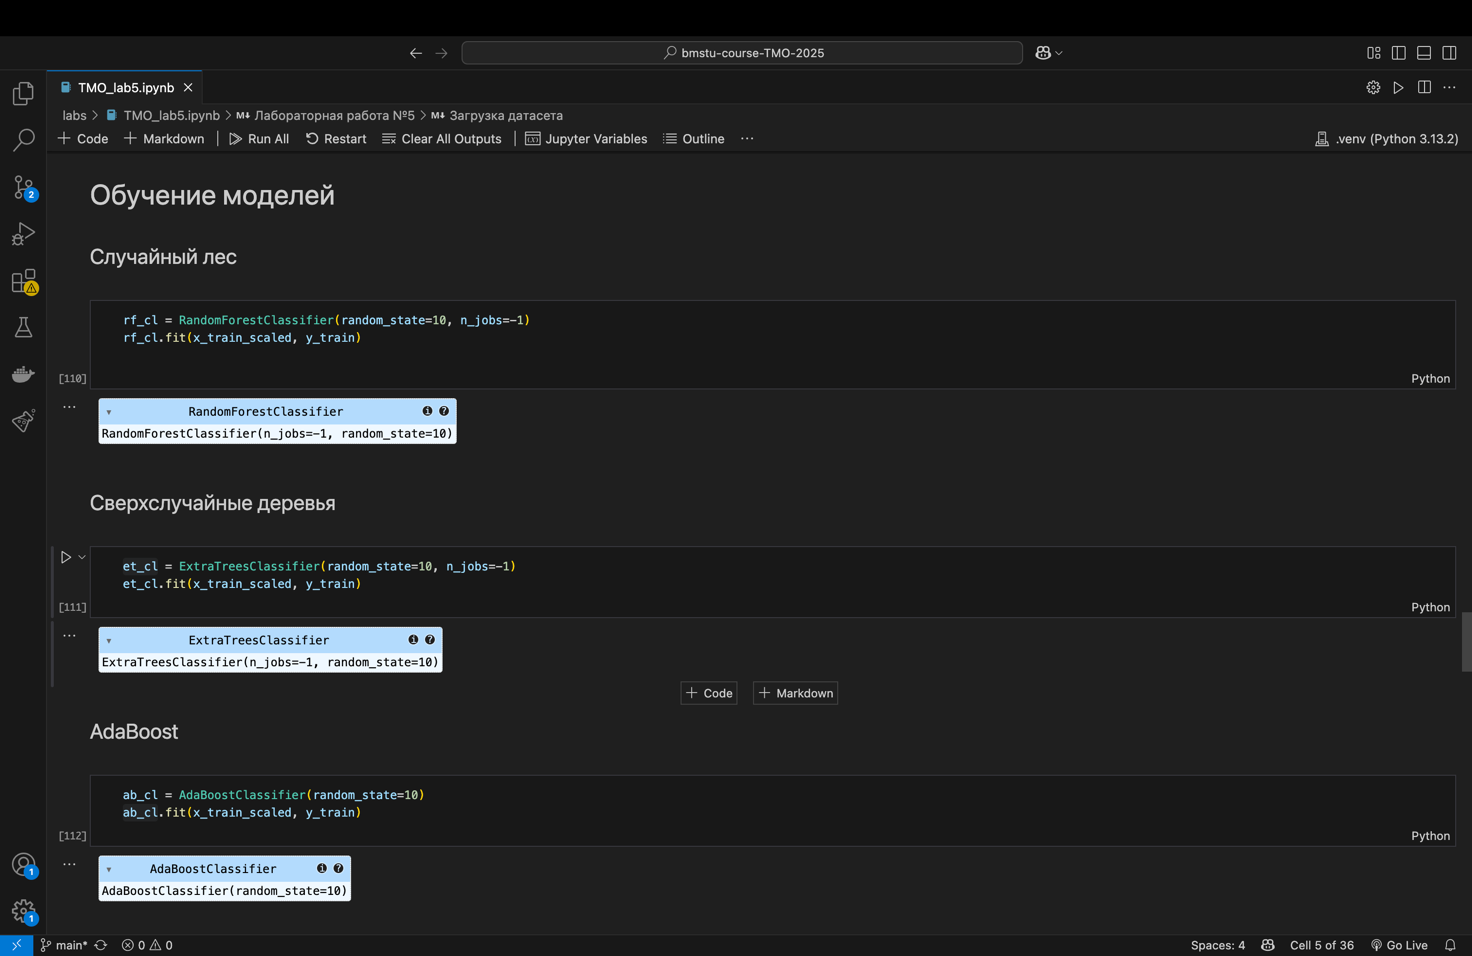 bmstu-course-TMO-2025
TMO_lab5.ipynb
labs > TMO_lab5.ipynb > M↓ Лабораторная работа №5 > M↓ Загрузка датасета
+ Code + Markdown Run All Restart Clear All Outputs Jupyter Variables Outline ... .venv (Python 3.13.2)
2
Обучение моделей
Случайный лес
rf_cl = RandomForestClassifier(random_state=10, n_jobs=-1)
rf_cl.fit(x_train_scaled, y_train)
[110]
Python
...
RandomForestClassifier
RandomForestClassifier(n_jobs=-1, random_state=10)
Сверхслучайные деревья
et_cl = ExtraTreesClassifier(random_state=10, n_jobs=-1)
et_cl.fit(x_train_scaled, y_train)
[111]
Python
...
ExtraTreesClassifier
ExtraTreesClassifier(n_jobs=-1, random_state=10)
+ Code + Markdown
AdaBoost
ab_cl = AdaBoostClassifier(random_state=10)
ab_cl.fit(x_train_scaled, y_train)
[112]
Python
...
AdaBoostClassifier
AdaBoostClassifier(random_state=10)
1
1
main* 0 0 Spaces: 4 Cell 5 of 36 Go Live